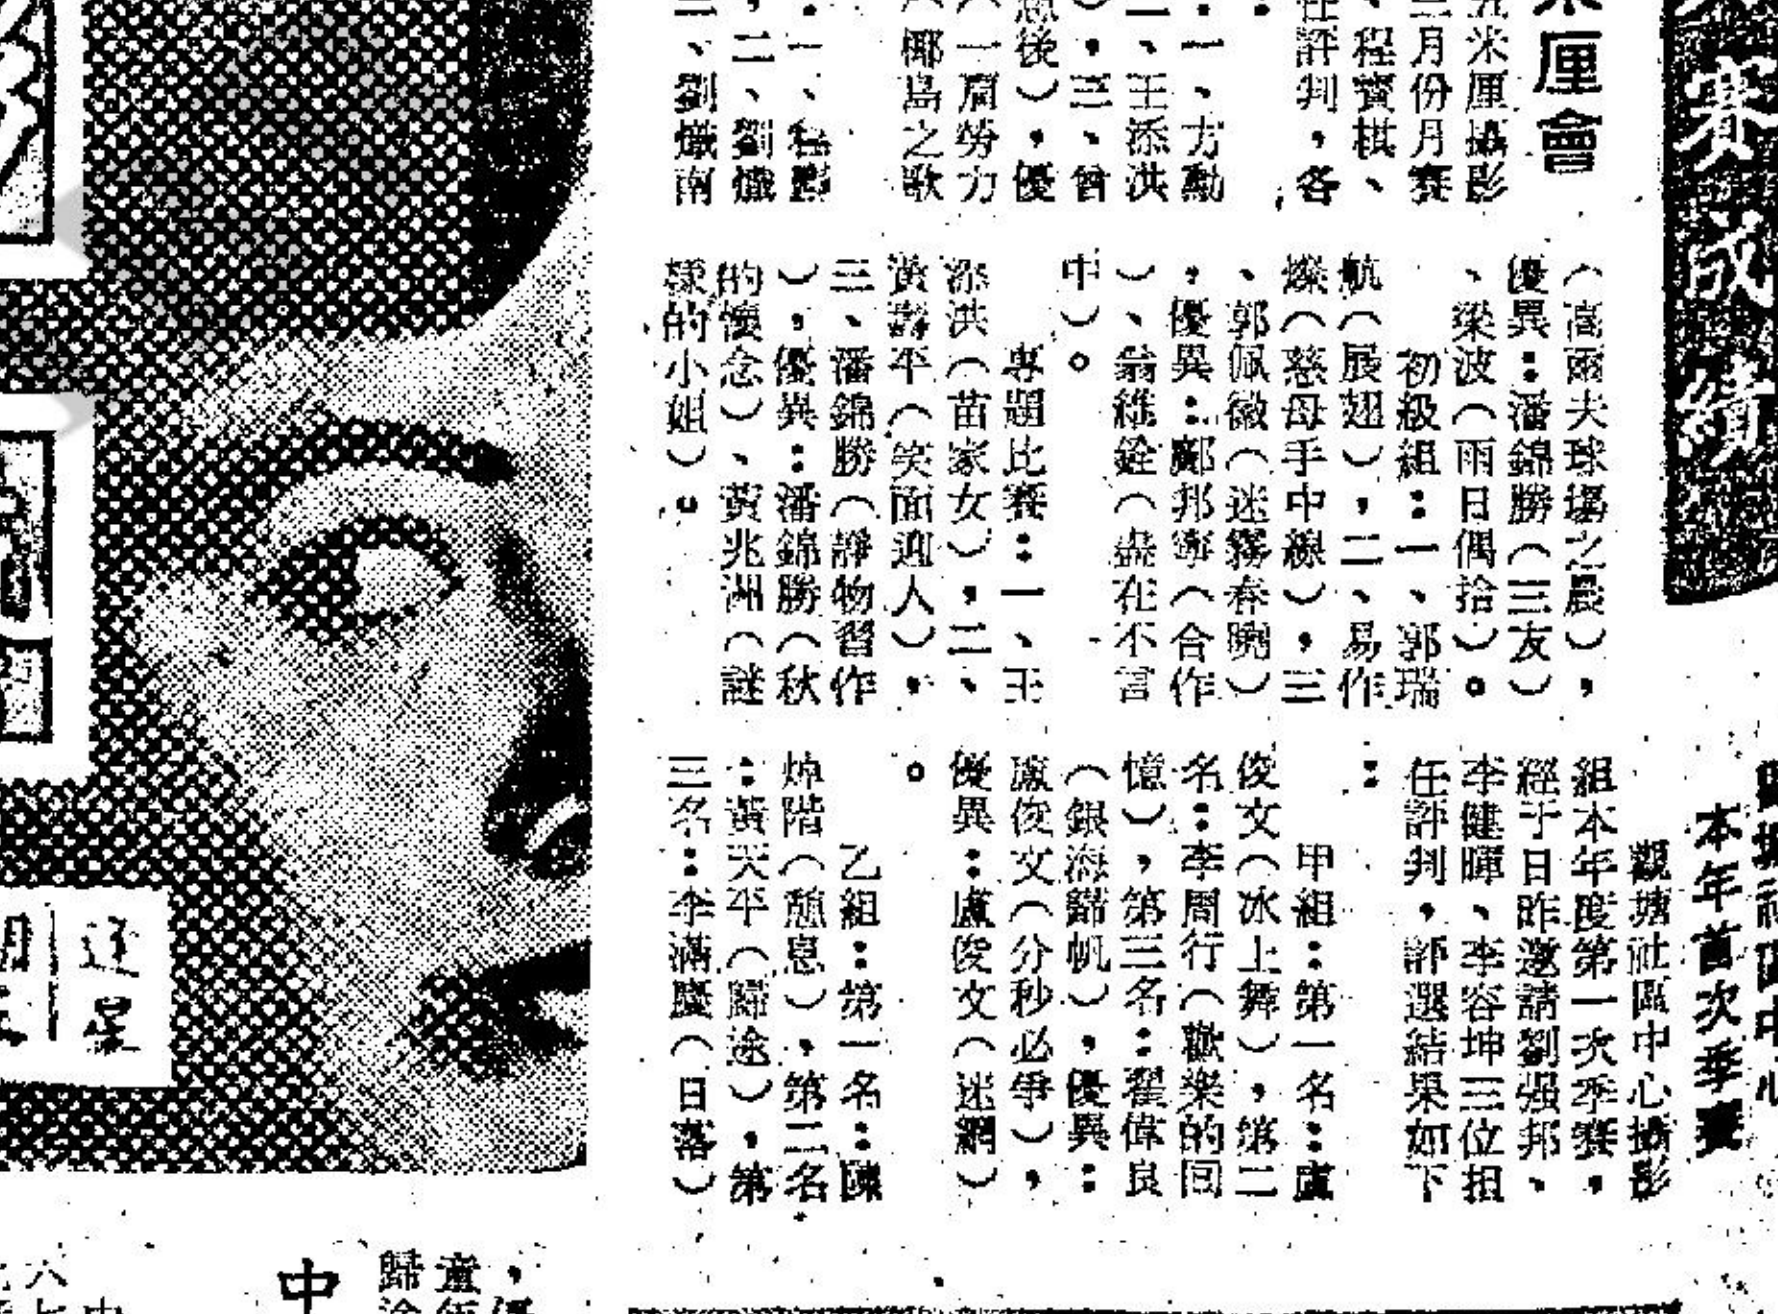 賽成績
厘會
五米厘攝影
三月份月賽
、程寶棋、
任評判,各
:
:一、方勳
二、王添洪
),三、曾
憩後),優
(一肩勞力
(椰島之歌
,二、劉熾
三、劉熾南
(高爾夫球場之晨),
優異:潘錦勝(三友)
、梁波(雨日偶拾)。
初級組:一、郭瑞
航(展翅),二、易作
燦(慈母手中線),三
、郭佩薇(迷霧春曉)
,優異:鄺邦寧(合作
)、翁維銓(盡在不言
中)。
專題比賽:一、王
添洪(苗家女),二、
黃壽平(笑面迎人),
三、潘錦勝(靜物習作
),優異:潘錦勝(秋
的懷念)、黃兆洲(謎
樣的小姐)。
本年首次季賽
觀塘社區中心攝影
組本年度第一次季賽,
經于日昨邀請劉强邦、
李健暉、李容坤三位担
任評判,評選結果如下
:
甲組:第一名:盧
俊文(冰上舞),第二
名:李周行(歡樂的囘
憶),第三名:翟偉良
(銀海歸帆),優異:
盧俊文(分秒必爭),
優異:盧俊文(迷網)
。
乙組:第一名:陳
焯階(憩息),第二名
:黃天平(歸途),第
三名:李滿慶(日落)
中
童
歸